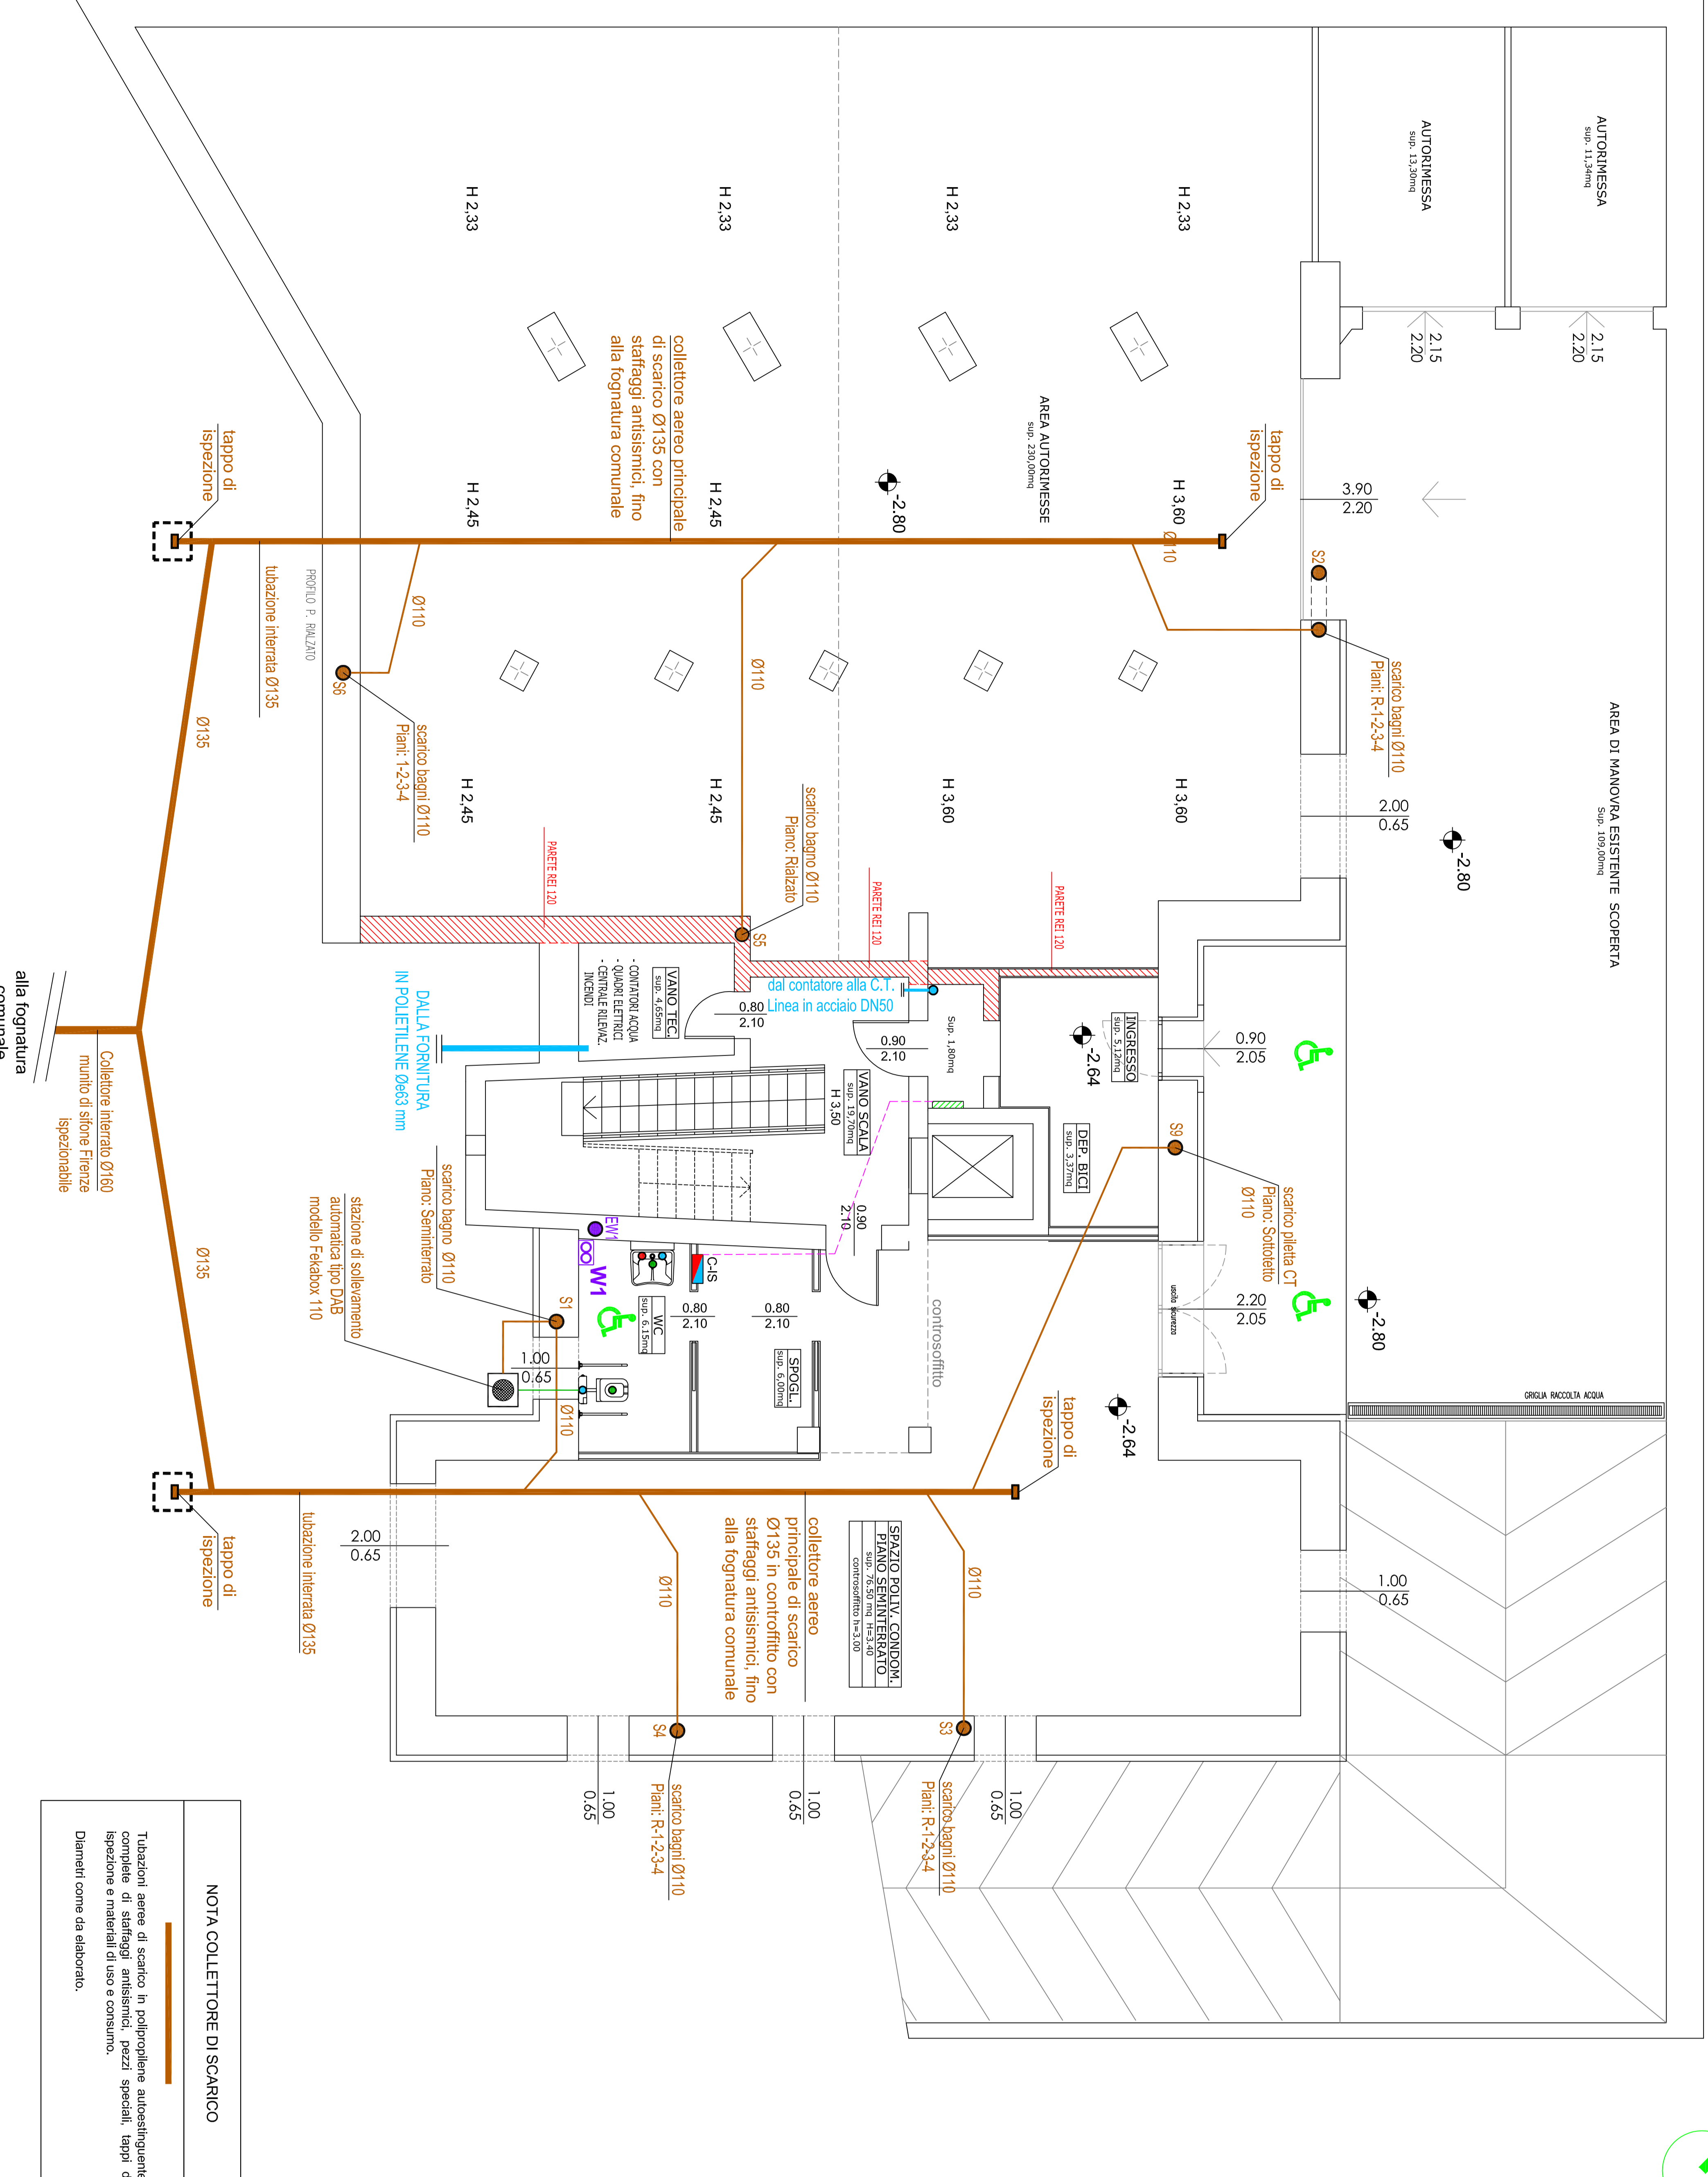 AUTORIMESSA
sup. 11,34mq
AUTORIMESSA
sup. 13,30mq
2.15
2.20
2.15
2.20
AREA DI MANOVRA ESISTENTE SCOPERTA
Sup. 109,00mq
H 2,33
H 2,33
H 2,33
H 2,33
AREA AUTORIMESSE
sup. 230,00mq
collettore aereo principale
di scarico Ø135 con
staffaggi antisismici, fino
alla fognatura comunale
tappo di
ispezione
3.90
2.20
H 3,60
Ø110
-2.80
H 2,45
H 2,45
tappo di
ispezione
S2
scarico bagni Ø110
Piani: R-1-2-3-4
2.00
0.65
-2.80
tubazione interrata Ø135
PROFILO P. RIALZATO
Ø110
Ø110
S6
scarico bagni Ø110
Piani: 1-2-3-4
Ø135
H 3,60
H 3,60
H 2,45
H 2,45
scarico bagno Ø110
Piano: Rialzato
S5
PARETE REI 120
PARETE REI 120
PARETE REI 120
VANO TEC.
sup. 4,65mq
- CONTATORI ACQUA
- QUADRI ELETTRICI
- CENTRALE RILEVAZ.
INCENDI
dal contatore alla C.T.
Linea in acciaio DN50
0.80
2.10
0.90
2.10
Sup. 1,80mq
INGRESSO
sup. 5,12mq
-2.64
0.90
2.05
DALLA FORNITURA
IN POLIETILENE Øe63 mm
alla fognatura
comunale
Collettore interrato Ø160
munito di sifone Firenze
ispezionabile
VANO SCALA
sup. 19,70mq
H 3,50
DEP. BICI
sup. 3,37mq
S9
scarico piletta CT
Piano: Sottotetto
Ø110
0.90
2.10
scarico bagno Ø110
Piano: Seminterrato
stazione di sollevamento
automatica tipo DAB
modello Fekabox 110
EW1
W1
C-IS
S1
WC
sup. 6.15mq
0.80
2.10
0.80
2.10
SPOGL.
sup. 6,00mq
1.00
0.65
Ø110
controsoffitto
uscita sicurezza
2.20
2.05
-2.80
-2.64
GRIGLIA RACCOLTA ACQUA
tappo di
ispezione
Ø135
tappo di
ispezione
tubazione interrata Ø135
2.00
0.65
collettore aereo
principale di scarico
Ø135 in controffitto con
staffaggi antisismici, fino
alla fognatura comunale
SPAZIO POLIV. CONDOM.
PIANO SEMINTERRATO
sup. 76.50 mq H=3.40
controsoffitto h=3.00
Ø110
Ø110
1.00
0.65
S4
S3
scarico bagni Ø110
Piani: R-1-2-3-4
scarico bagni Ø110
Piani: R-1-2-3-4
1.00
0.65
1.00
0.65
1.00
0.65
NOTA COLLETTORE DI SCARICO
Tubazioni aeree di scarico in polipropilene autoestinguente
complete di staffaggi antisismici, pezzi speciali, tappi d
ispezione e materiali di uso e consumo.
Diametri come da elaborato.